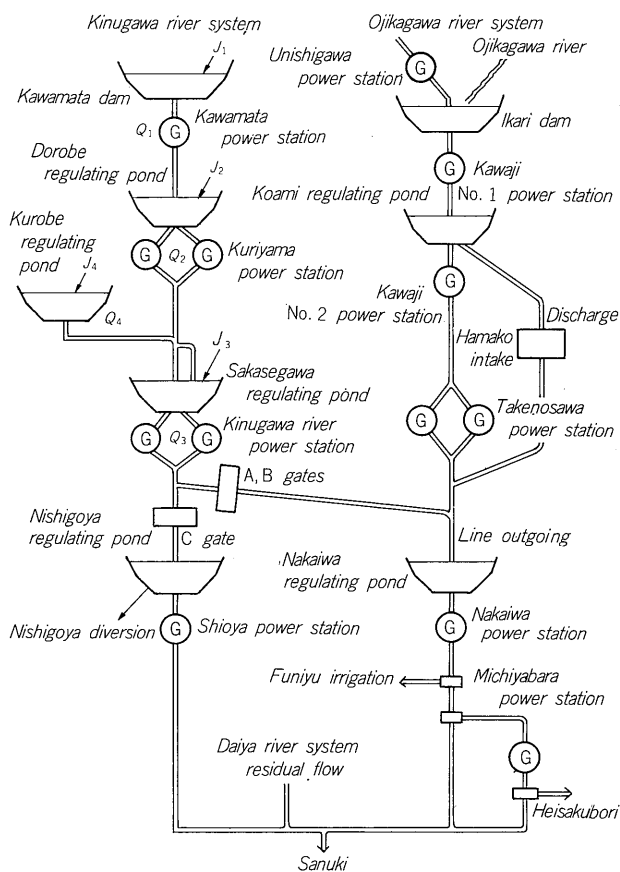 Kinugawa river system
J1
Kawamata dam
Q1
G
Kawamata
power station
Dorobe
regulating pond
J2
Kurobe
regulating
pond
J4
Q4
G
Q2
G
Kuriyama
power station
J3
Sakasegawa
regulating pond
G
Q3
G
Kinugawa river
power station
A, B gates
Nishigoya
regulating pond
C gate
Nishigoya diversion
G
Shioya power station
Ojikagawa river system
Ojikagawa river
Unishigawa
power station
G
Ikari dam
G
Kawaji
No. 1 power station
Koami regulating pond
G
Kawaji
No. 2 power station
Discharge
Hamako
intake
G
G
Takenosawa
power station
Line outgoing
Nakaiwa
regulating pond
G
Nakaiwa
power station
Funiyu irrigation
Michiyabara
power station
G
Heisakubori
Daiya river system
residual flow
Sanuki